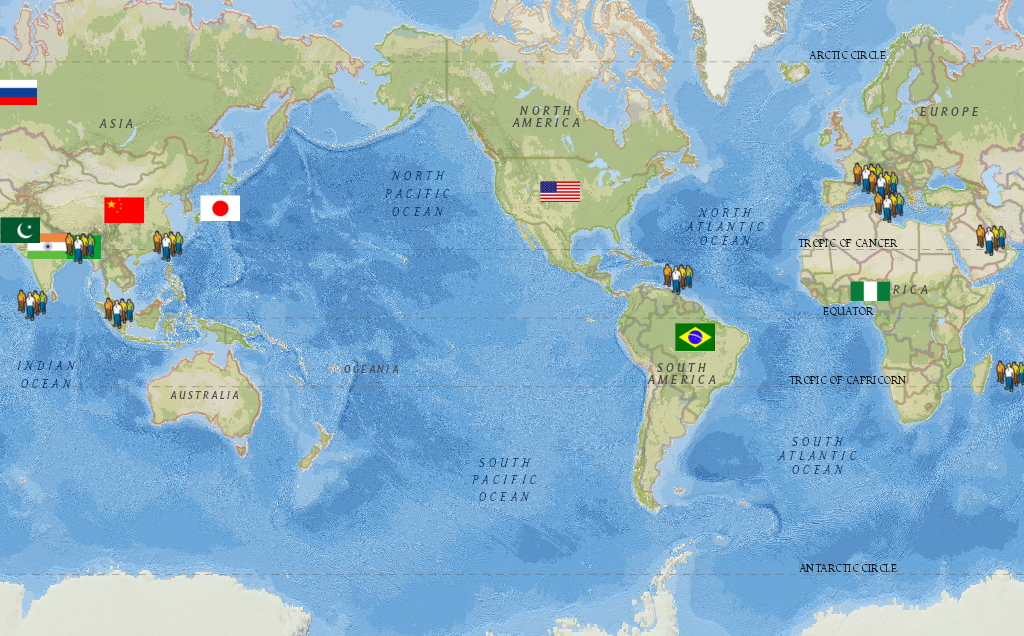 ARCTIC CIRCLE
NORTH
AMERICA
EUROPE
ASIA
NORTH
PACIFIC
OCEAN
NORTH
ATLANTIC
OCEAN
TROPIC OF CANCER
RICA
EQUATOR
INDIAN
OCEAN
OCEANIA
SOUTH
AMERICA
TROPIC OF CAPRICORN
AUSTRALIA
SOUTH
ATLANTIC
OCEAN
SOUTH
PACIFIC
OCEAN
ANTARCTIC CIRCLE